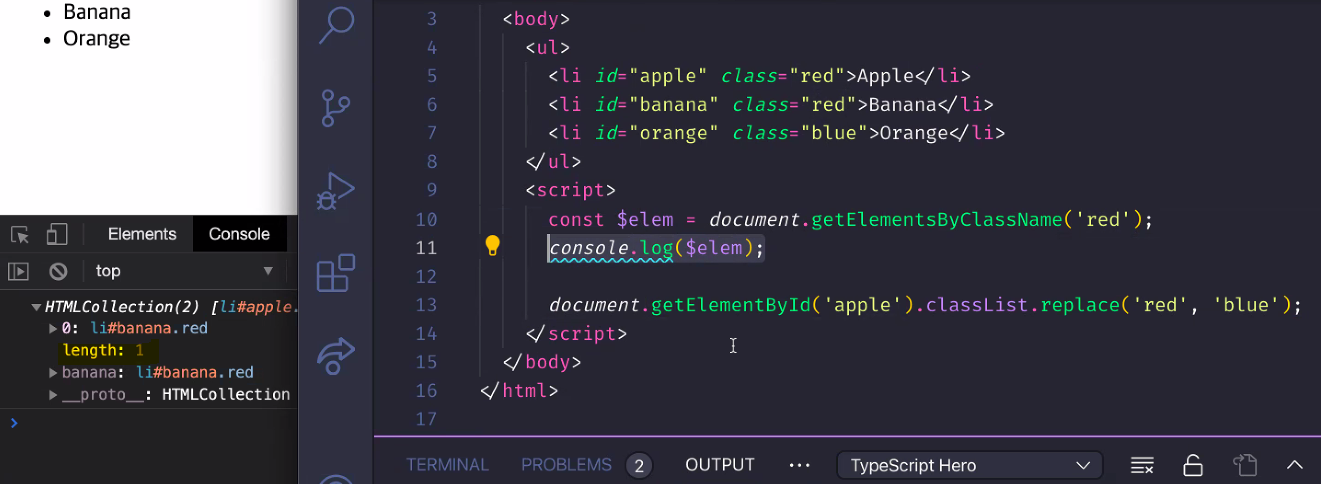 Banana
Orange
Elements Console
top
HTMLCollection(2) [li#apple.
0: li#banana.red
length: 1
banana: li#banana.red
__proto__: HTMLCollection
3 <body>
4 <ul>
5 <li id="apple" class="red">Apple</li>
6 <li id="banana" class="red">Banana</li>
7 <li id="orange" class="blue">Orange</li>
8 </ul>
9 <script>
10 const $elem = document.getElementsByClassName('red');
11 console.log($elem);
12
13 document.getElementById('apple').classList.replace('red', 'blue');
14 </script>
15 </body>
16 </html>
17
TERMINAL PROBLEMS 2 OUTPUT ··· TypeScript Hero